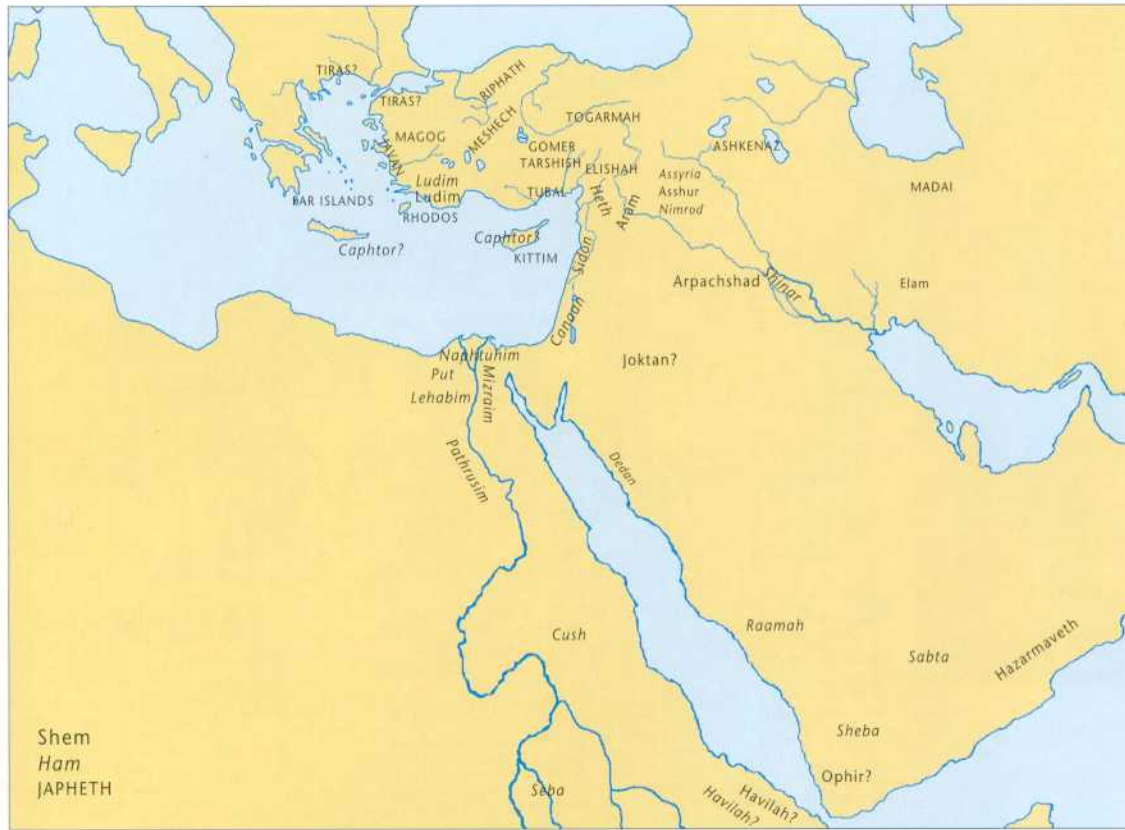 TIRAS?
TIRAS?
RIPHATH
MAGOG
MESHECH
TOGARMAH
JAVAN
GOMER
TARSHISH
ELISHAH
ASHKENAZ
Ludim
Ludim
TUBAL
Heth
Aram
Assyria
Asshur
Nimrod
MADAI
BAR ISLANDS
RHODOS
Caphtor?
Caphtor?
KITTIM
Sidon
Canaan
Arpachshad
Shinar
Elam
Naphtuhim
Put
Lehabim
Mizraim
Joktan?
Pathrusim
Dedan
Cush
Raamah
Sabta
Hazarmaveth
Sheba
Ophir?
Seba
Havilah?
Havilah?
Shem
Ham
JAPHETH